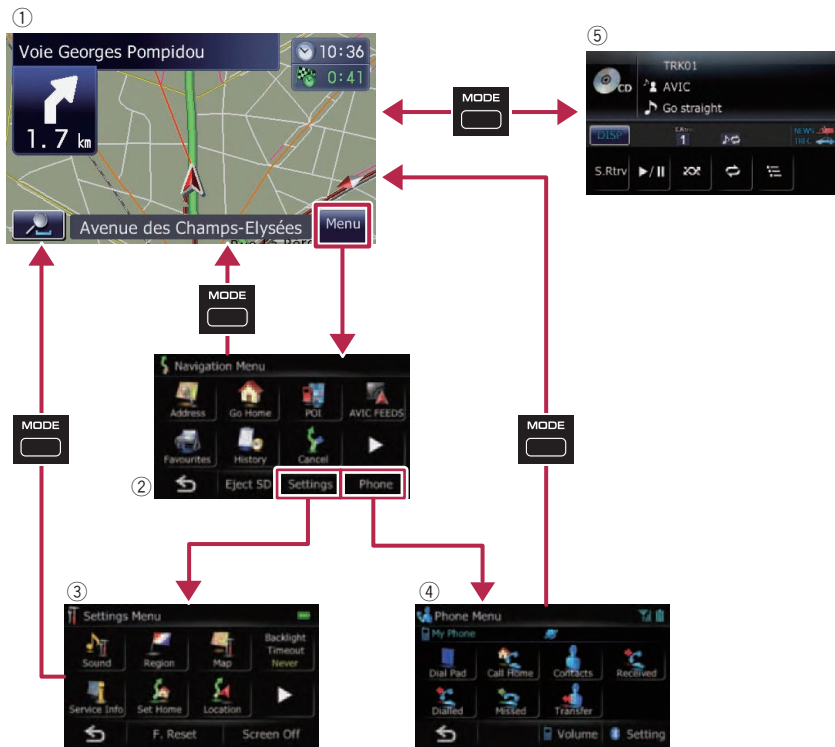 ①
Voie Georges Pompidou
10:36
0:41
1.7 km
Avenue des Champs-Elysées
Menu
MODE
⑤
TRK01
CD
AVIC
Go straight
DISP
1
NEWS
TRFC
S.Rtrv
MODE
Navigation Menu
Address
Go Home
POI
AVIC FEEDS
Favourites
History
Cancel
②
Eject SD
Settings
Phone
MODE
MODE
③
Settings Menu
Sound
Region
Map
Backlight
Timeout
Never
Service Info
Set Home
Location
F. Reset
Screen Off
④
Phone Menu
My Phone
Dial Pad
Call Home
Contacts
Received
Dialled
Missed
Transfer
Volume
Setting